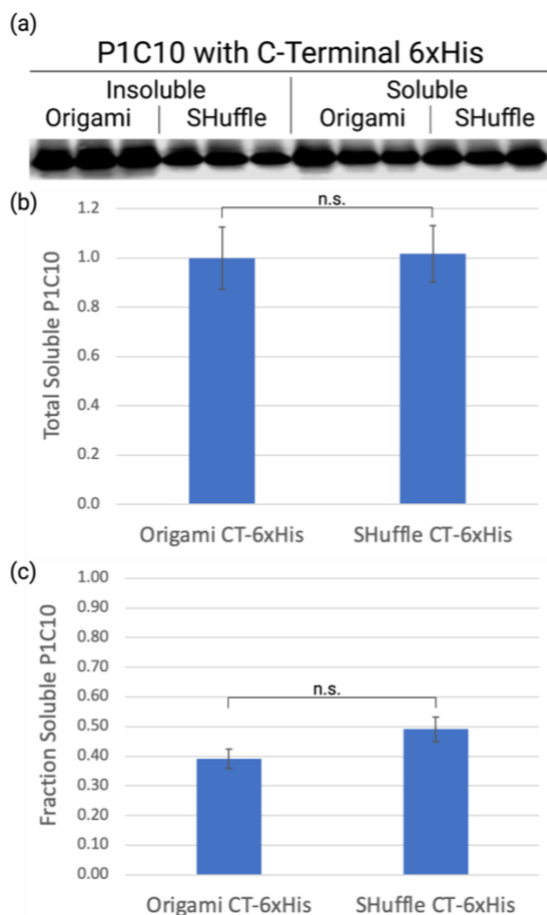 (a)
P1C10 with C-Terminal 6xHis
Insoluble Soluble
Origami SHuffle Origami SHuffle
(b)
n.s.
1.2
1.0
0.8
0.6
0.4
0.2
0.0
Total Soluble P1C10
Origami CT-6xHis SHuffle CT-6xHis
(c)
1.00
0.90
0.80
0.70
0.60
0.50
0.40
0.30
0.20
0.10
0.00
n.s.
Fraction Soluble P1C10
Origami CT-6xHis SHuffle CT-6xHis